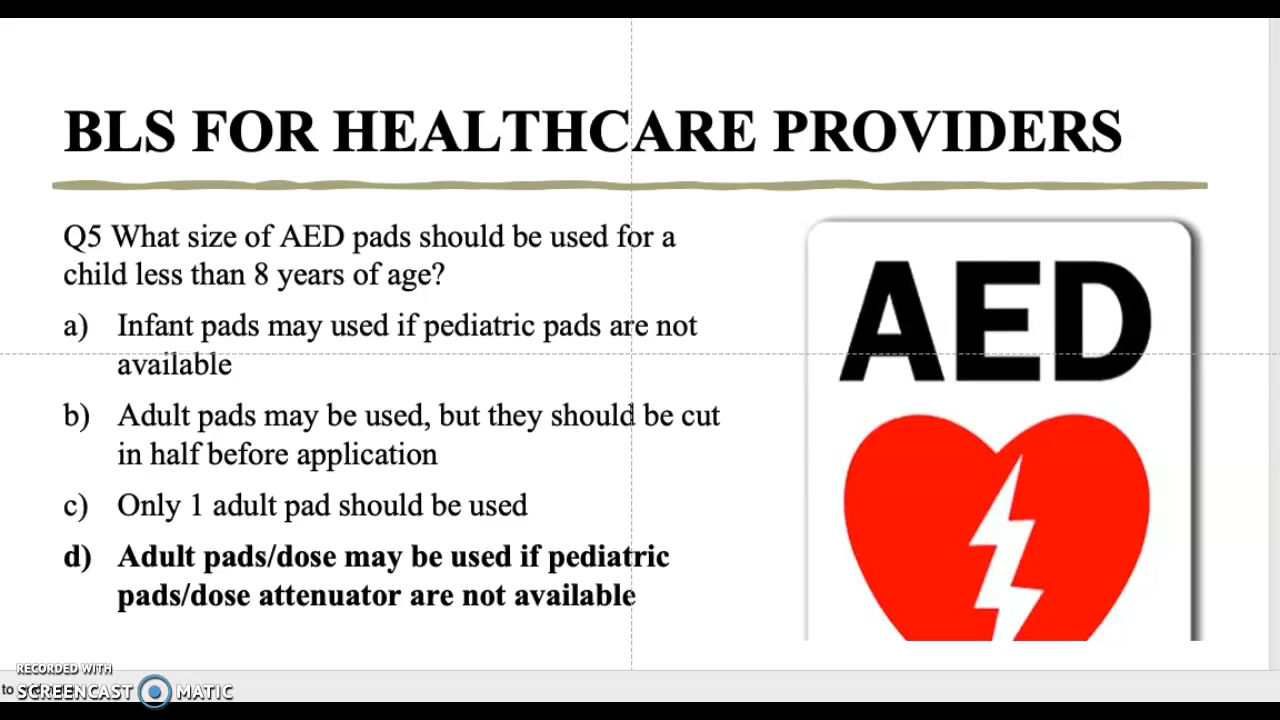 BLS FOR HEALTHCARE PROVIDERS
Q5 What size of AED pads should be used for a
child less than 8 years of age?
a) Infant pads may used if pediatric pads are not
available
b) Adult pads may be used, but they should be cut
in half before application
c) Only 1 adult pad should be used
d) Adult pads/dose may be used if pediatric
pads/dose attenuator are not available
AED
RECORDED WITH
to
SCREENCAST MATIC